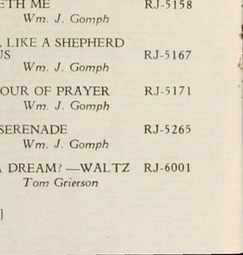 ETH ME RJ-5158
Wm. J. Gomph
, LIKE A SHEPHERD
US RJ-5167
Wm. J. Gomph
OUR OF PRAYER RJ-5171
Wm. J. Gomph
SERENADE RJ-5265
Wm. J. Gomph
A DREAM?—WALTZ RJ-6001
Tom Grierson
]